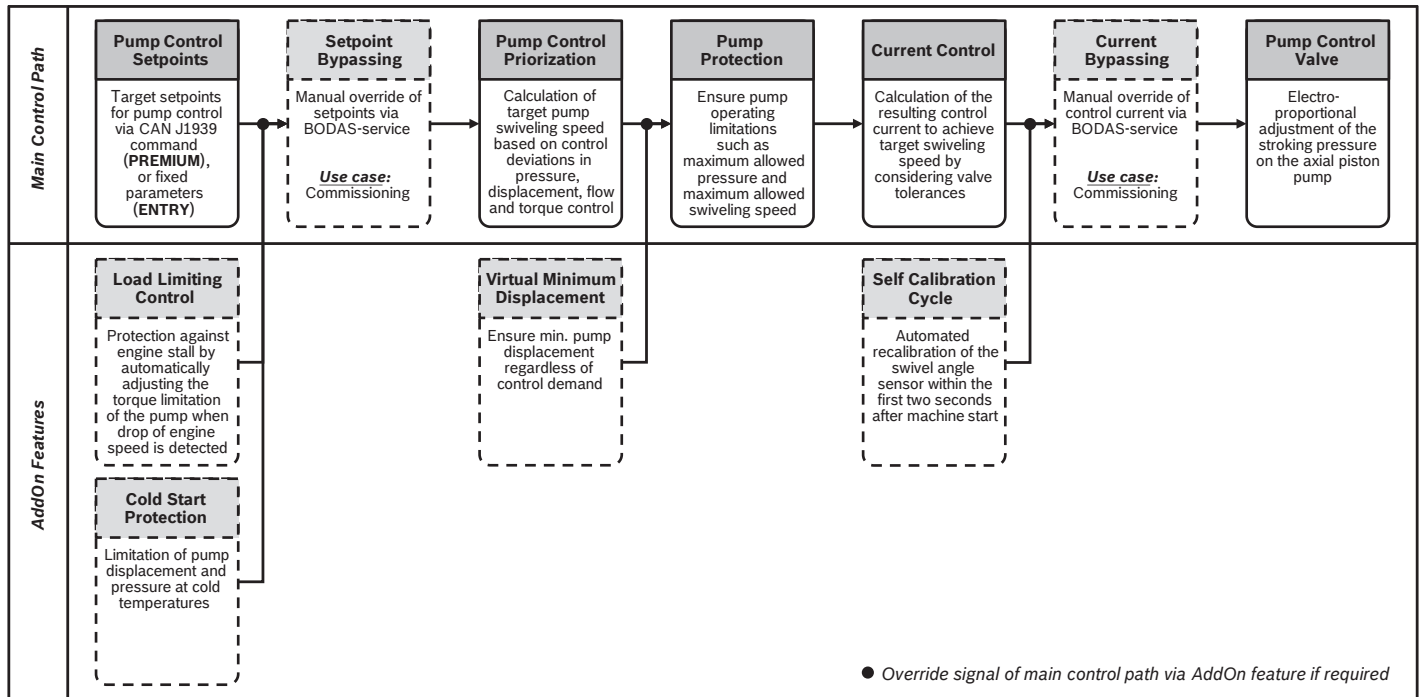 Main Control Path
Pump Control
Setpoints
Target setpoints
for pump control
via CAN J1939
command
(PREMIUM),
or fixed
parameters
(ENTRY)
Setpoint
Bypassing
Manual override of
setpoints via
BODAS-service
Use case:
Commissioning
Pump Control
Priorization
Calculation of
target pump
swiveling speed
based on control
deviations in
pressure,
displacement, flow
and torque control
Pump
Protection
Ensure pump
operating
limitations
such as
maximum allowed
pressure and
maximum allowed
swiveling speed
Current Control
Calculation of the
resulting control
current to achieve
target swiveling
speed by
considering valve
tolerances
Current
Bypassing
Manual override of
control current via
BODAS-service
Use case:
Commissioning
Pump Control
Valve
Electro-
proportional
adjustment of the
stroking pressure
on the axial piston
pump
AddOn Features
Load Limiting
Control
Protection against
engine stall by
automatically
adjusting the
torque limitation
of the pump when
drop of engine
speed is detected
Cold Start
Protection
Limitation of pump
displacement and
pressure at cold
temperatures
Virtual Minimum
Displacement
Ensure min. pump
displacement
regardless of
control demand
Self Calibration
Cycle
Automated
recalibration of the
swivel angle
sensor within the
first two seconds
after machine start
● Override signal of main control path via AddOn feature if required